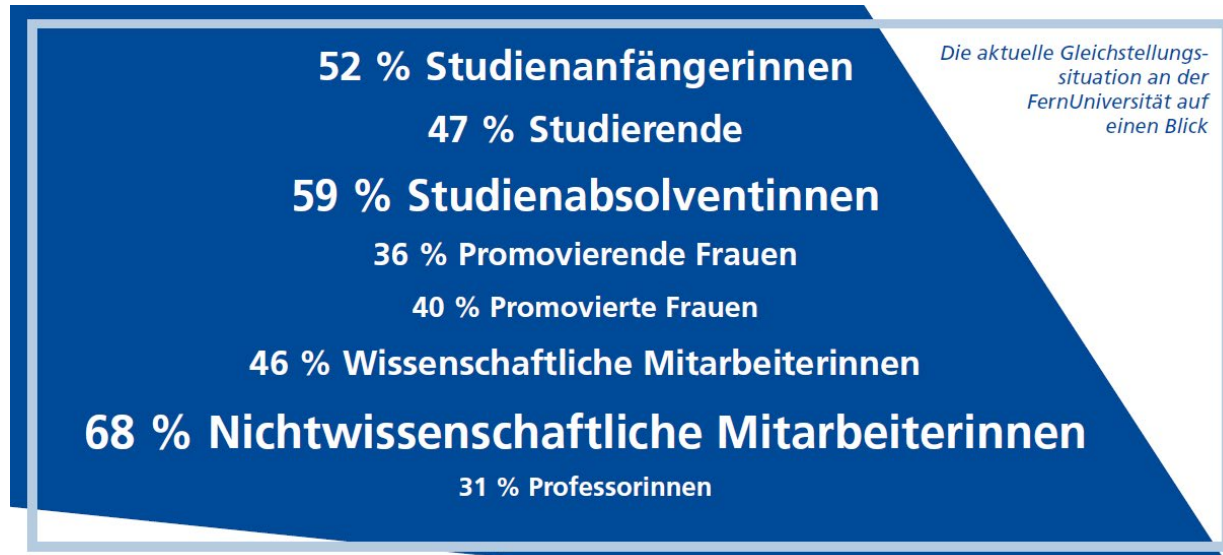 52 % Studienanfängerinnen
47 % Studierende
59 % Studienabsolventinnen
36 % Promovierende Frauen
40 % Promovierte Frauen
46 % Wissenschaftliche Mitarbeiterinnen
68 % Nichtwissenschaftliche Mitarbeiterinnen
31 % Professorinnen
Die aktuelle Gleichstellungs-
situation an der
FernUniversität auf
einen Blick